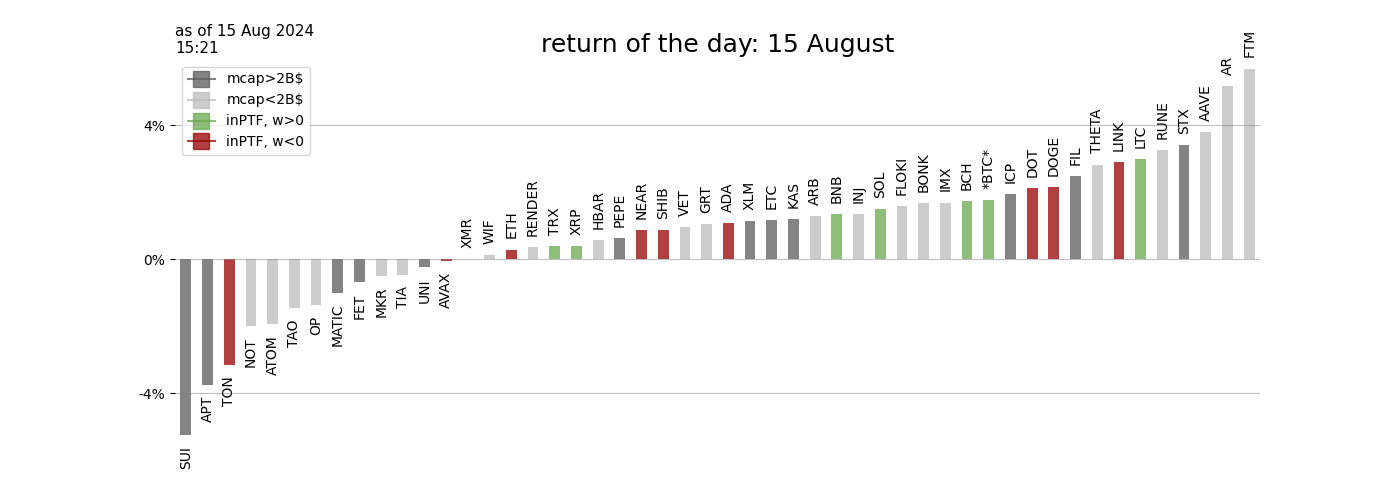 as of 15 Aug 2024
15:21
return of the day: 15 August
mcap>2B$
mcap<2B$
inPTF, w>0
inPTF, w<0
4%
0%
-4%
SUI
APT
TON
NOT
ATOM
TAO
OP
MATIC
FET
MKR
TIA
UNI
AVAX
XMR
WIF
ETH
RENDER
TRX
XRP
HBAR
PEPE
NEAR
SHIB
VET
GRT
ADA
XLM
ETC
KAS
ARB
BNB
INJ
SOL
FLOKI
BONK
IMX
BCH
*BTC*
ICP
DOT
DOGE
FIL
THETA
LINK
LTC
RUNE
STX
AAVE
AR
FTM